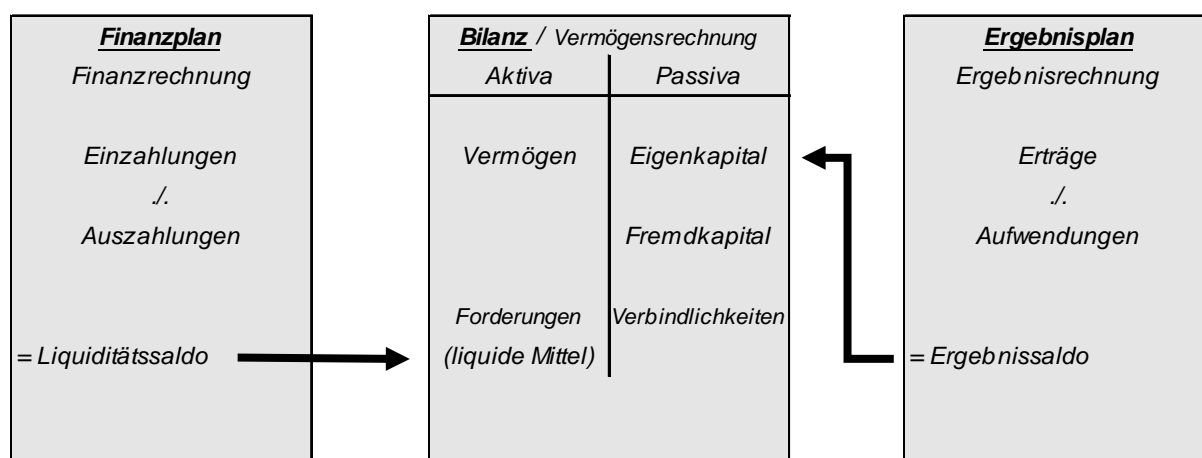 Finanzplan
Finanzrechnung
Einzahlungen
./.
Auszahlungen
= Liquiditätssaldo
Bilanz / Vermögensrechnung
Aktiva
Passiva
Vermögen
Eigenkapital
Fremdkapital
Forderungen
Verbindlichkeiten
(liquide Mittel)
Ergebnisplan
Ergebnisrechnung
Erträge
./.
Aufwendungen
= Ergebnissaldo